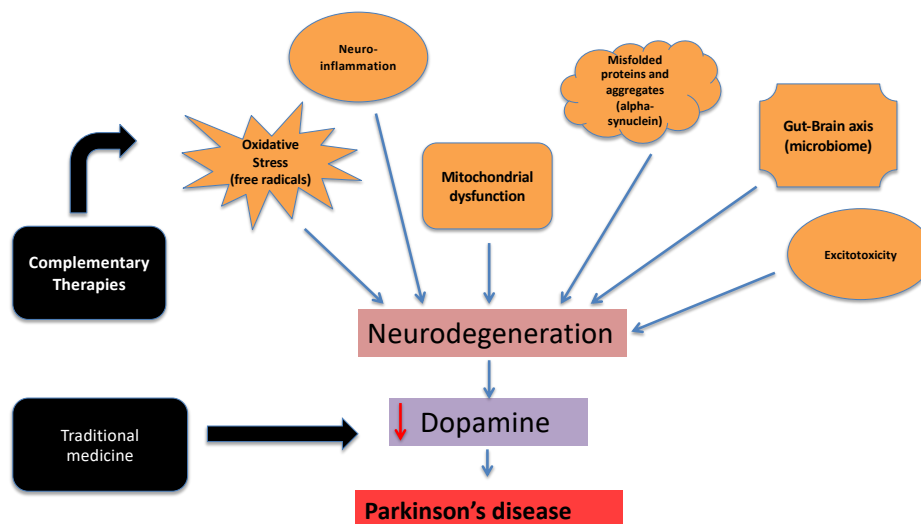 Neuro-
inflammation
Misfolded
proteins and
aggregates
(alpha-
synuclein)
Gut-Brain axis
(microbiome)
Oxidative
Stress
(free radicals)
Mitochondrial
dysfunction
Complementary
Therapies
Excitotoxicity
Neurodegeneration
Traditional
medicine
Dopamine
Parkinson's disease